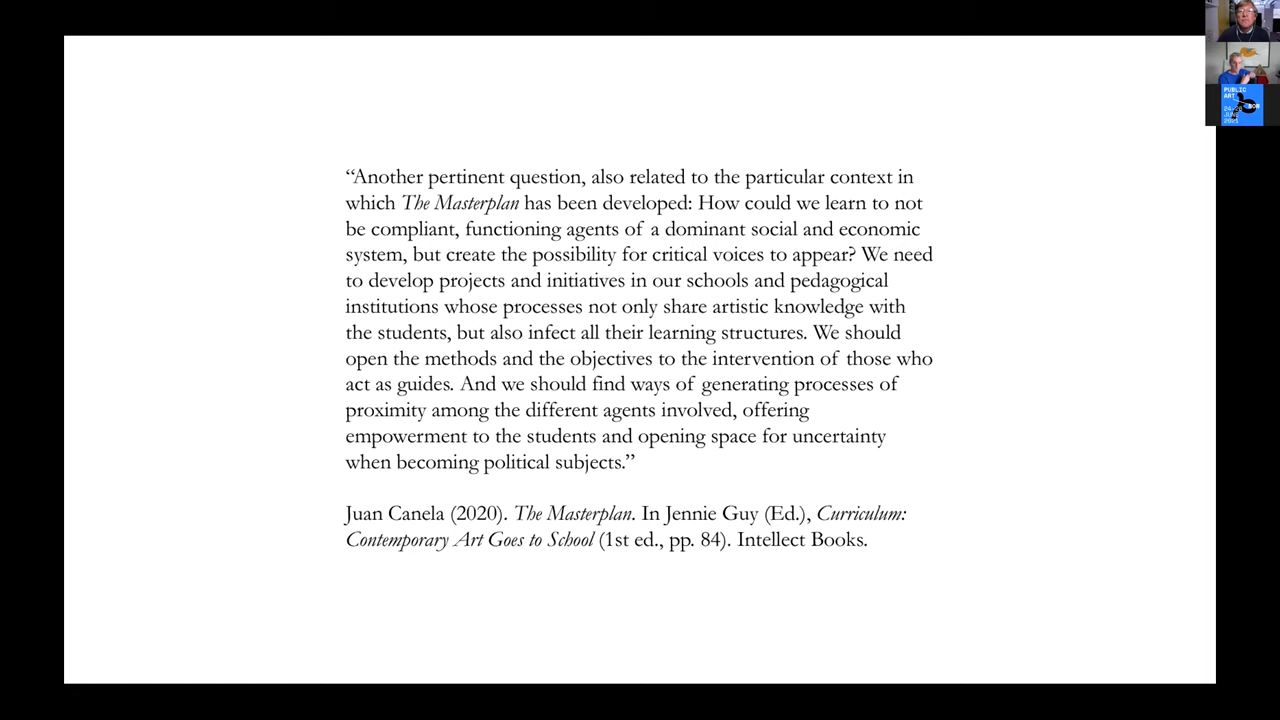 “Another pertinent question, also related to the particular context in
which The Masterplan has been developed: How could we learn to not
be compliant, functioning agents of a dominant social and economic
system, but create the possibility for critical voices to appear? We need
to develop projects and initiatives in our schools and pedagogical
institutions whose processes not only share artistic knowledge with
the students, but also infect all their learning structures. We should
open the methods and the objectives to the intervention of those who
act as guides. And we should find ways of generating processes of
proximity among the different agents involved, offering
empowerment to the students and opening space for uncertainty
when becoming political subjects.”
Juan Canela (2020). The Masterplan. In Jennie Guy (Ed.), Curriculum:
Contemporary Art Goes to School (1st ed., pp. 84). Intellect Books.
PUBLIC
ART
2021